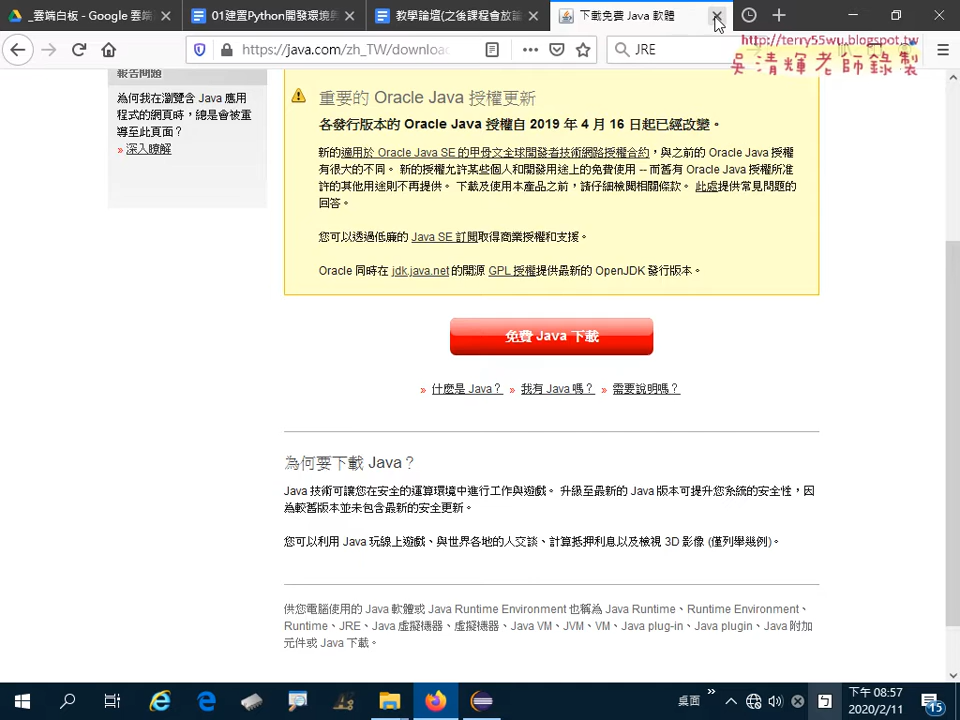 _雲端白板 - Google 雲端
01建置Python開發環境與
教學論壇(之後課程會放論
下載免費 Java 軟體
https://java.com/zh_TW/download
JRE
http://terry55wu.blogspot.tw
吳清輝老師錄製
報告問題
為何我在瀏覽含 Java 應用
程式的網頁時，總是會被重
導至此頁面？
» 深入瞭解
重要的 Oracle Java 授權更新
各發行版本的 Oracle Java 授權自 2019 年 4 月 16 日起已經改變。
新的適用於 Oracle Java SE 的甲骨文全球開發者技術網路授權合約，與之前的 Oracle Java 授權
有很大的不同。 新的授權允許某些個人和開發用途上的免費使用 -- 而舊有 Oracle Java 授權所准
許的其他用途則不再提供。 下載及使用本產品之前，請仔細檢閱相關條款。 此處提供常見問題的
回答。
您可以透過低廉的 Java SE 訂閱取得商業授權和支援。
Oracle 同時在 jdk.java.net 的開源 GPL 授權提供最新的 OpenJDK 發行版本。
免費 Java 下載
» 什麼是 Java？ » 我有 Java 嗎？ » 需要說明嗎？
為何要下載 Java？
Java 技術可讓您在安全的運算環境中進行工作與遊戲。 升級至最新的 Java 版本可提升您系統的安全性，因
為較舊版本並未包含最新的安全更新。
您可以利用 Java 玩線上遊戲、與世界各地的人交談、計算抵押利息以及檢視 3D 影像 (僅列舉幾例)。
供您電腦使用的 Java 軟體或 Java Runtime Environment 也稱為 Java Runtime、Runtime Environment、
Runtime、JRE、Java 虛擬機器、虛擬機器、Java VM、JVM、VM、Java plug-in、Java plugin、Java 附加
元件或 Java 下載。
桌面
下午 08:57
2020/2/11
15